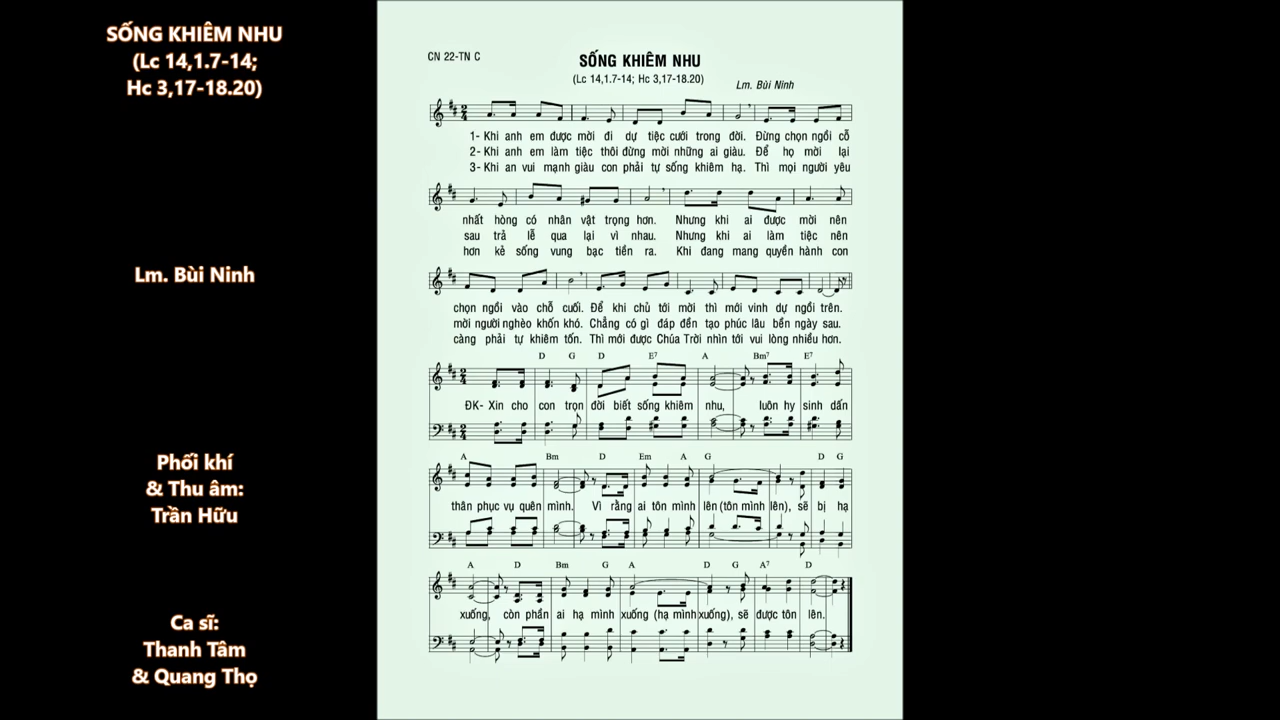 SỐNG KHIÊM NHU
(Lc 14,1.7-14;
Hc 3,17-18.20)
Lm. Bùi Ninh
Phối khí
& Thu âm:
Trần Hữu
Ca sĩ:
Thanh Tâm
& Quang Thọ
CN 22-TN C
SỐNG KHIÊM NHU
(Lc 14,1.7-14; Hc 3,17-18.20)
Lm. Bùi Ninh
1- Khi anh em được mời đi dự tiệc cưới trong đời. Đừng chọn ngồi cỗ
2- Khi anh em làm tiệc thôi đừng mời những ai giàu. Để họ mời lại
3- Khi an vui mạnh giàu con phải tự sống khiêm hạ. Thì mọi người yêu
nhất hòng có nhân vật trọng hơn. Nhưng khi ai được mời nên
sau trả lễ qua lại vì nhau. Nhưng khi ai làm tiệc nên
hơn kẻ sống vung bạc tiền ra. Khi đang mang quyền hành con
chọn ngồi vào chỗ cuối. Để khi chủ tới mời thì mới vinh dự ngồi trên.
mời người nghèo khốn khó. Chẳng có gì đáp đền tạo phúc lâu bền ngày sau.
càng phải tự khiêm tốn. Thì mới được Chúa Trời nhìn tới vui lòng nhiều hơn.
D G D E7 A Bm7 E7
ĐK- Xin cho con trọn đời biết sống khiêm nhu, luôn hy sinh dấn
A Bm D Em A G D G
thân phục vụ quên mình. Vì rằng ai tôn mình lên (tôn mình lên), sẽ bị hạ
A D Bm G A D G A7 D
xuống, còn phần ai hạ mình xuống (hạ mình xuống), sẽ được tôn lên.